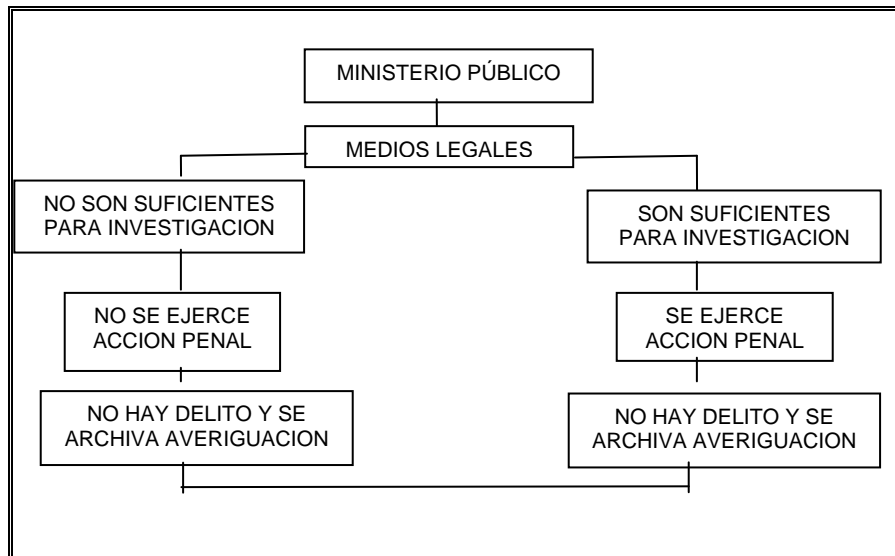 MINISTERIO PÚBLICO
MEDIOS LEGALES
NO SON SUFICIENTES
PARA INVESTIGACION
SON SUFICIENTES
PARA INVESTIGACION
NO SE EJERCE
ACCION PENAL
SE EJERCE
ACCION PENAL
NO HAY DELITO Y SE
ARCHIVA AVERIGUACION
NO HAY DELITO Y SE
ARCHIVA AVERIGUACION